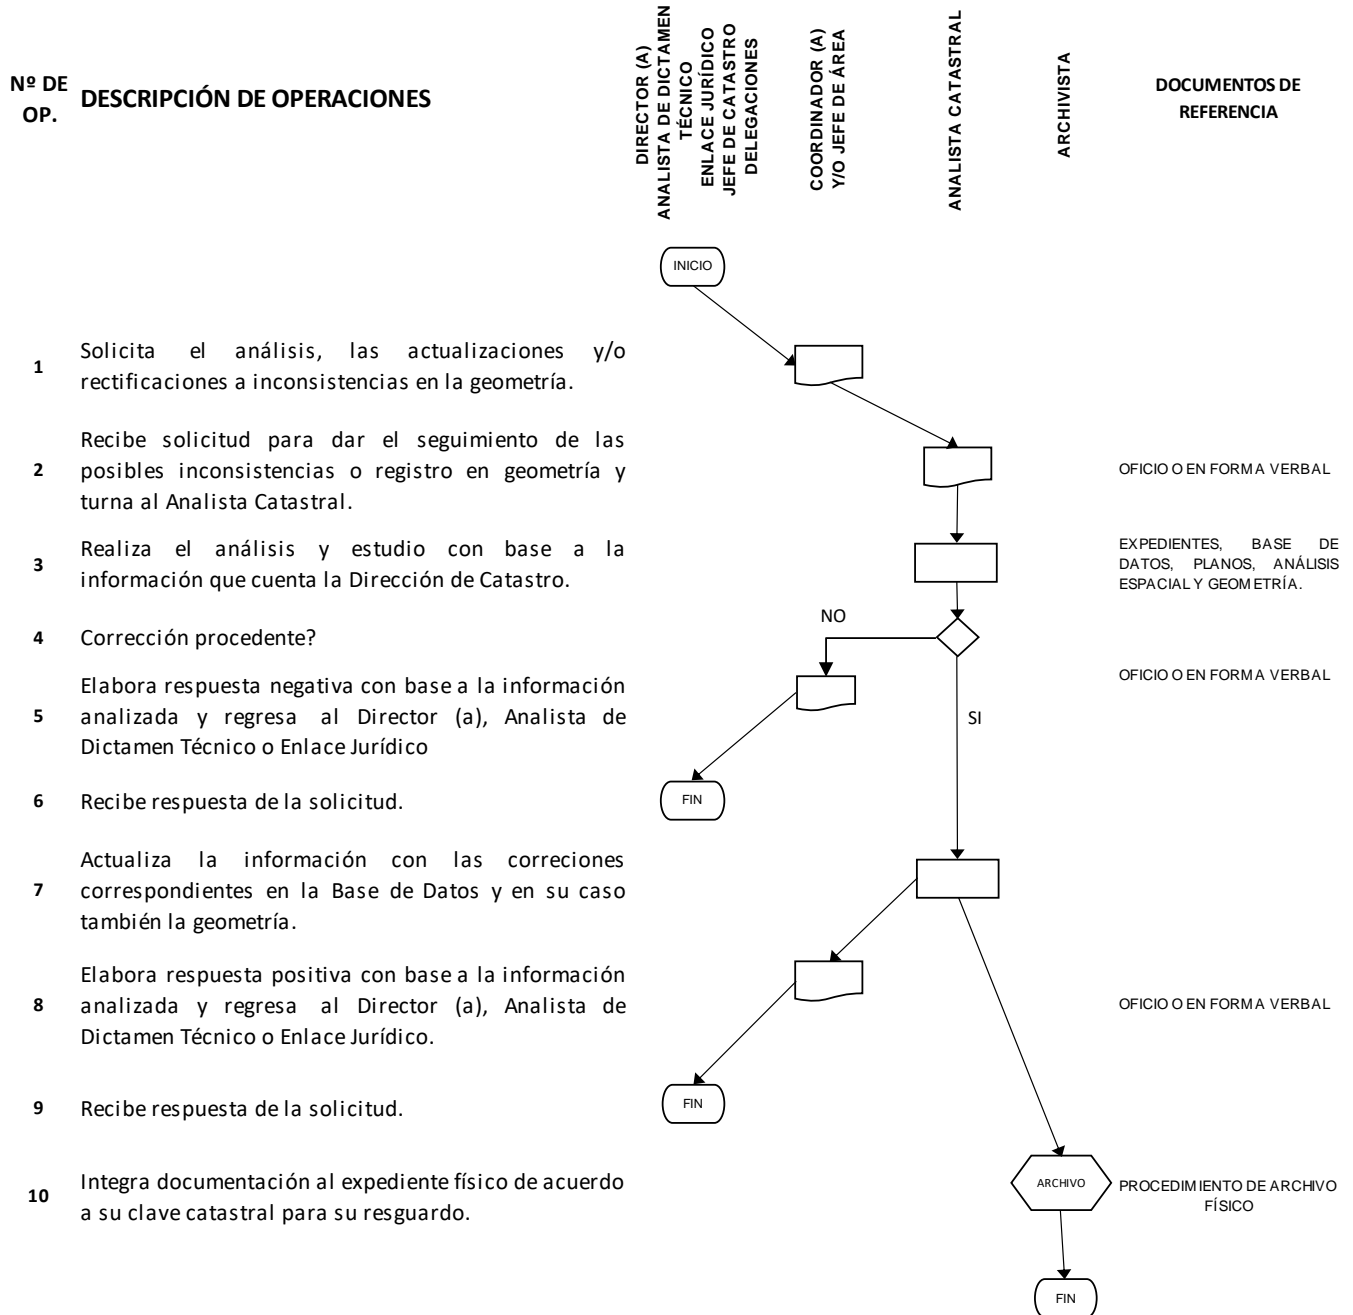 Nº DE
OP.
DESCRIPCIÓN DE OPERACIONES
DIRECTOR (A)
ANALISTA DE DICTAMEN
TÉCNICO
ENLACE JURÍDICO
JEFE DE CATASTRO
DELEGACIONES
COORDINADOR (A)
Y/O JEFE DE ÁREA
ANALISTA CATASTRAL
ARCHIVISTA
DOCUMENTOS DE
REFERENCIA
INICIO
1
Solicita el análisis, las actualizaciones y/o
rectificaciones a inconsistencias en la geometría.
2
Recibe solicitud para dar el seguimiento de las
posibles inconsistencias o registro en geometría y
turna al Analista Catastral.
OFICIO O EN FORMA VERBAL
3
Realiza el análisis y estudio con base a la
información que cuenta la Dirección de Catastro.
EXPEDIENTES, BASE DE
DATOS, PLANOS, ANÁLISIS
ESPACIAL Y GEOMETRÍA.
4
Corrección procedente?
NO
SI
5
Elabora respuesta negativa con base a la información
analizada y regresa al Director (a), Analista de
Dictamen Técnico o Enlace Jurídico
OFICIO O EN FORMA VERBAL
6
Recibe respuesta de la solicitud.
FIN
7
Actualiza la información con las correciones
correspondientes en la Base de Datos y en su caso
también la geometría.
8
Elabora respuesta positiva con base a la información
analizada y regresa al Director (a), Analista de
Dictamen Técnico o Enlace Jurídico.
OFICIO O EN FORMA VERBAL
9
Recibe respuesta de la solicitud.
FIN
10
Integra documentación al expediente físico de acuerdo
a su clave catastral para su resguardo.
ARCHIVO
PROCEDIMIENTO DE ARCHIVO
FÍSICO
FIN